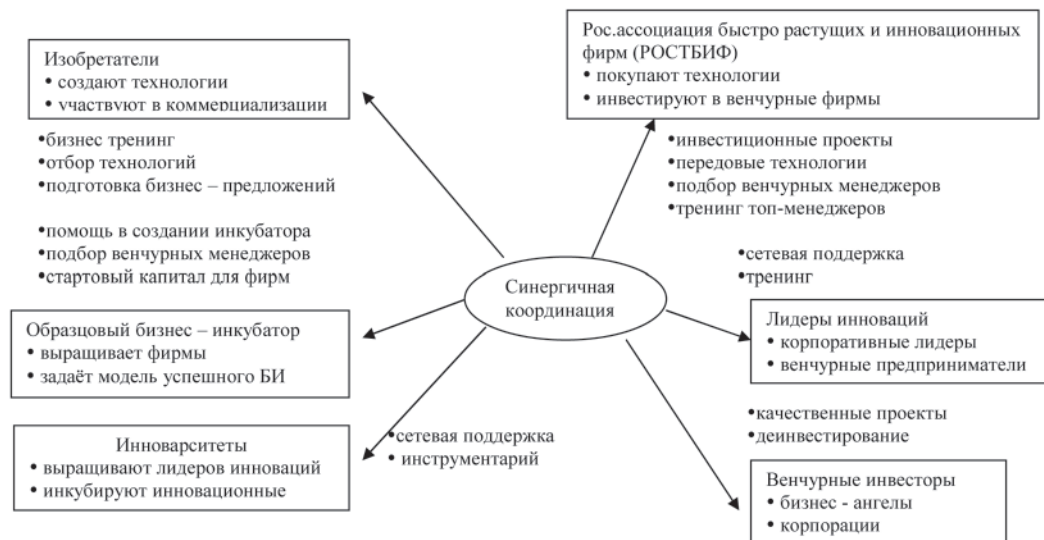 Изобретатели
• создают технологии
• участвуют в коммерциализации
•бизнес тренинг
•отбор технологий
•подготовка бизнес – предложений
•помощь в создании инкубатора
•подбор венчурных менеджеров
•стартовый капитал для фирм
Образцовый бизнес – инкубатор
• выращивает фирмы
• задаёт модель успешного БИ
Инноварситеты
• выращивают лидеров инноваций
• инкубируют инновационные
Синергичная
координация
•сетевая поддержка
• инструментарий
Рос.ассоциация быстро растущих и инновационных
фирм (РОСТБИФ)
• покупают технологии
• инвестируют в венчурные фирмы
•инвестиционные проекты
•передовые технологии
•подбор венчурных менеджеров
•тренинг топ-менеджеров
•сетевая поддержка
•тренинг
Лидеры инноваций
• корпоративные лидеры
• венчурные предприниматели
•качественные проекты
•деинвестирование
Венчурные инвесторы
• бизнес - ангелы
• корпорации